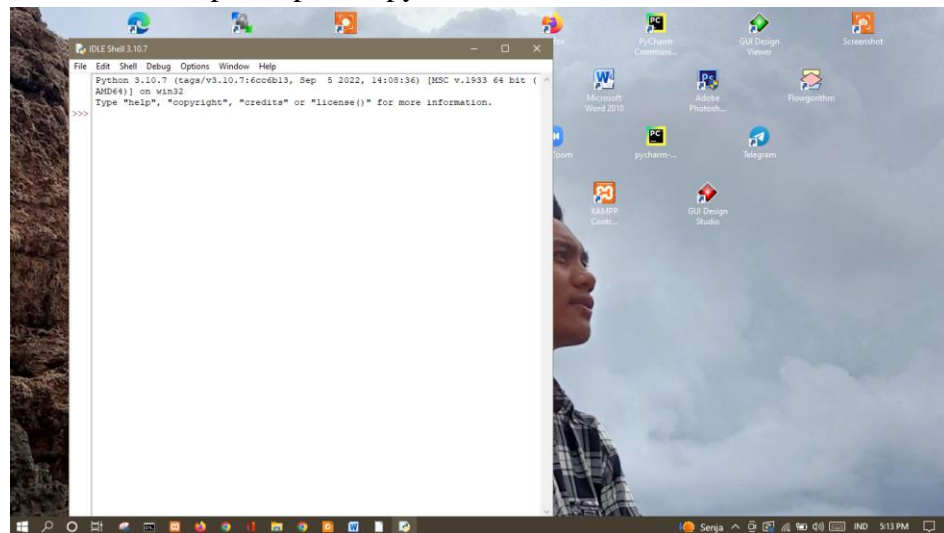 IDLE Shell 3.10.7
File Edit Shell Debug Options Window Help
Python 3.10.7 (tags/v3.10.7:6cc6b13, Sep 5 2022, 14:08:36) [MSC v.1933 64 bit (
AMD64)] on win32
Type "help", "copyright", "credits" or "license()" for more information.
>>>
PyCharm
Communi...
GUI Design
Viewer
Screenshot
Microsoft
Word 2010
Adobe
Photosh...
Flowgorithm
Zoom
pycharm-...
Telegram
XAMPP
Contr...
GUI Design
Studio
Senja
IND
5:13 PM